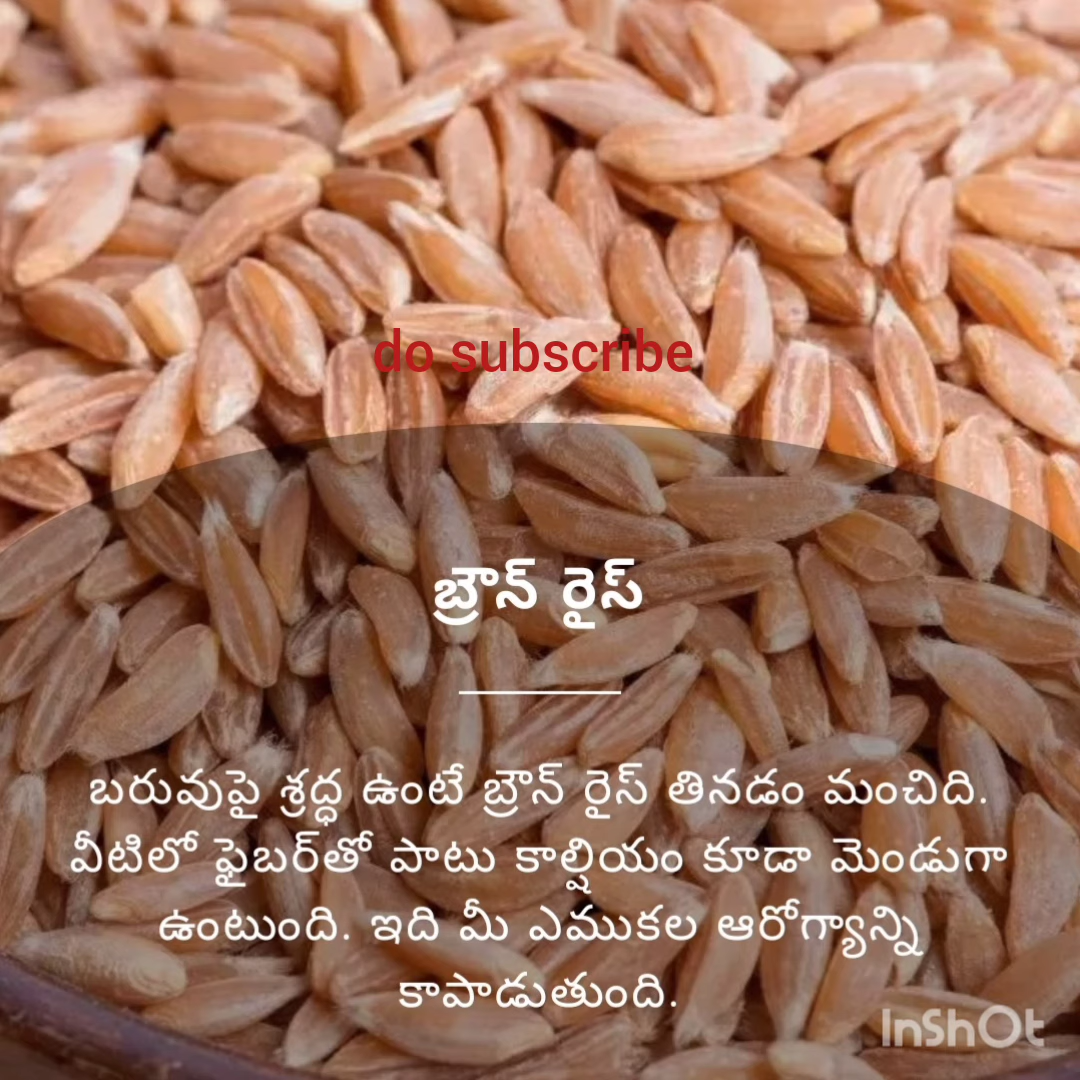 do subscribe
బ్రౌన్ రైస్
బరువుపై శ్రద్ధ ఉంటే బ్రౌన్ రైస్ తినడం మంచిది.
వీటిలో ఫైబర్‌తో పాటు కాల్షియం కూడా మెండుగా
ఉంటుంది. ఇది మీ ఎముకల ఆరోగ్యాన్ని
కాపాడుతుంది.
InShOt